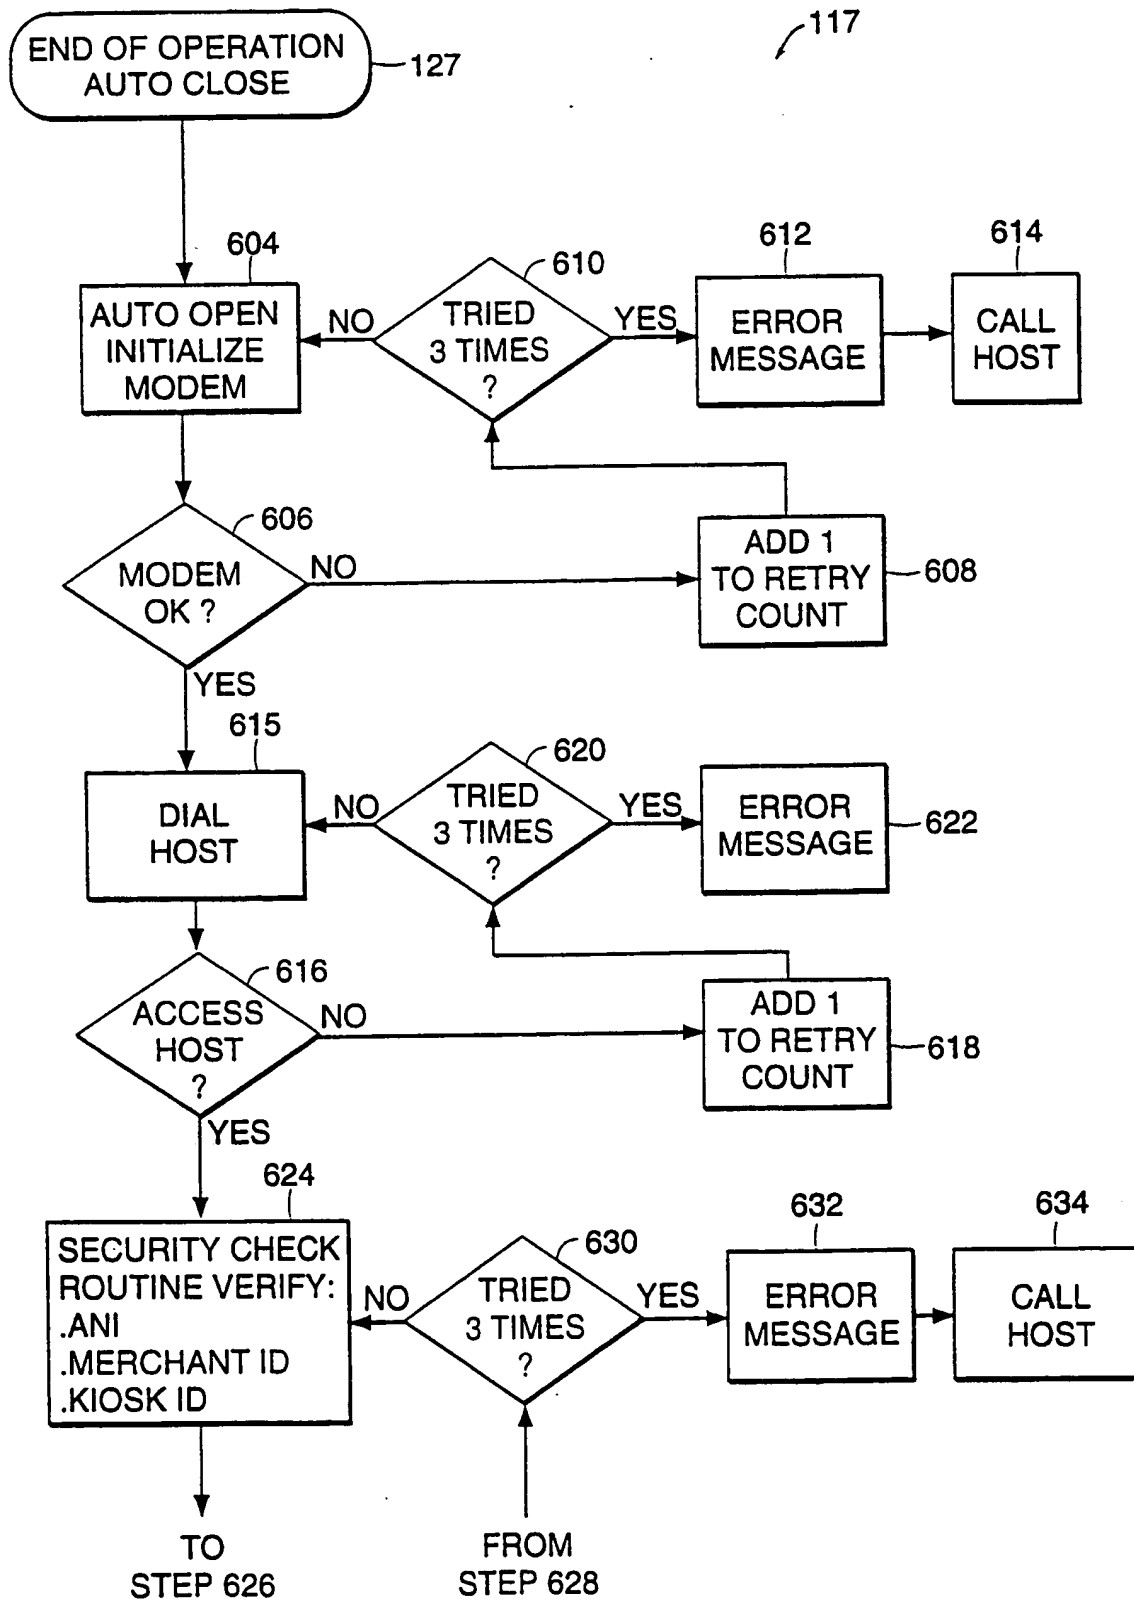 117
END OF OPERATION
AUTO CLOSE
127
604
AUTO OPEN
INITIALIZE
MODEM
NO
610
TRIED
3 TIMES
?
YES
612
ERROR
MESSAGE
614
CALL
HOST
606
MODEM
OK ?
NO
ADD 1
TO RETRY
COUNT
608
YES
615
DIAL
HOST
NO
620
TRIED
3 TIMES
?
YES
ERROR
MESSAGE
622
616
ACCESS
HOST
?
NO
ADD 1
TO RETRY
COUNT
618
YES
624
SECURITY CHECK
ROUTINE VERIFY:
.ANI
.MERCHANT ID
.KIOSK ID
NO
630
TRIED
3 TIMES
?
YES
632
ERROR
MESSAGE
634
CALL
HOST
TO
STEP 626
FROM
STEP 628